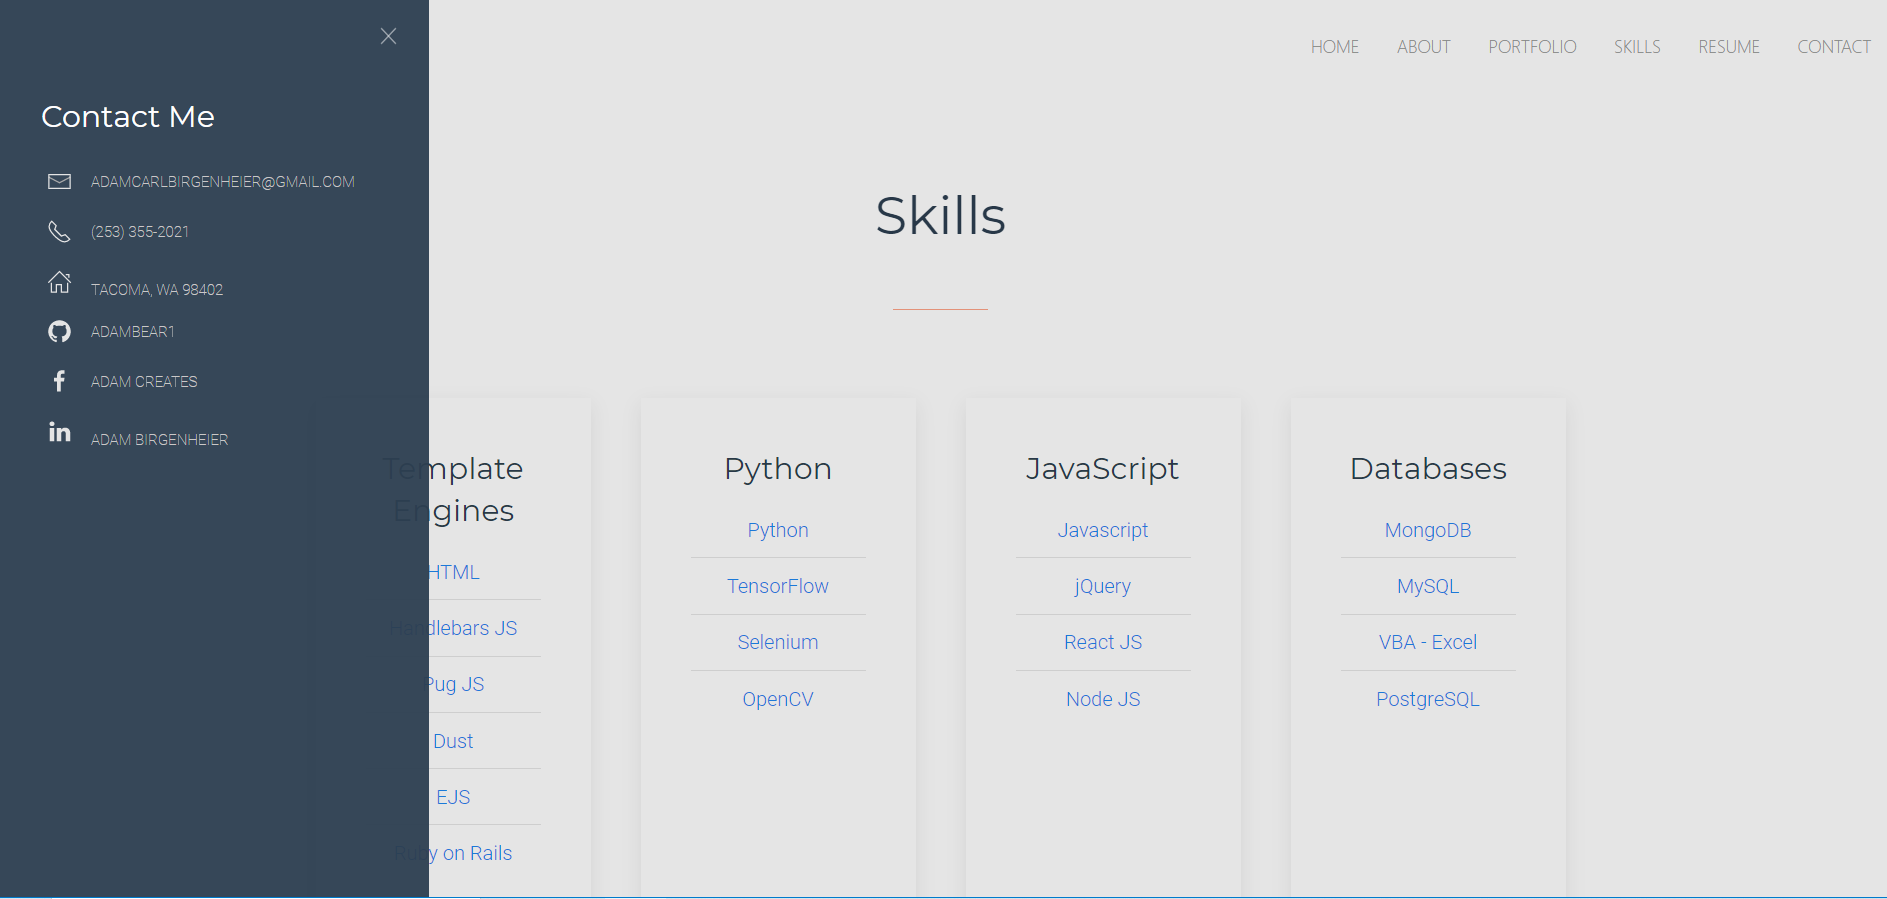 HOME ABOUT PORTFOLIO SKILLS RESUME CONTACT
Contact Me
ADAMCARLBIRGENHEIER@GMAIL.COM
(253) 355-2021
TACOMA, WA 98402
ADAMBEAR1
ADAM CREATES
ADAM BIRGENHEIER
Skills
Template
Engines
HTML
Handlebars JS
Pug JS
Dust
EJS
Ruby on Rails
Python
Python
TensorFlow
Selenium
OpenCV
JavaScript
Javascript
jQuery
React JS
Node JS
Databases
MongoDB
MySQL
VBA - Excel
PostgreSQL